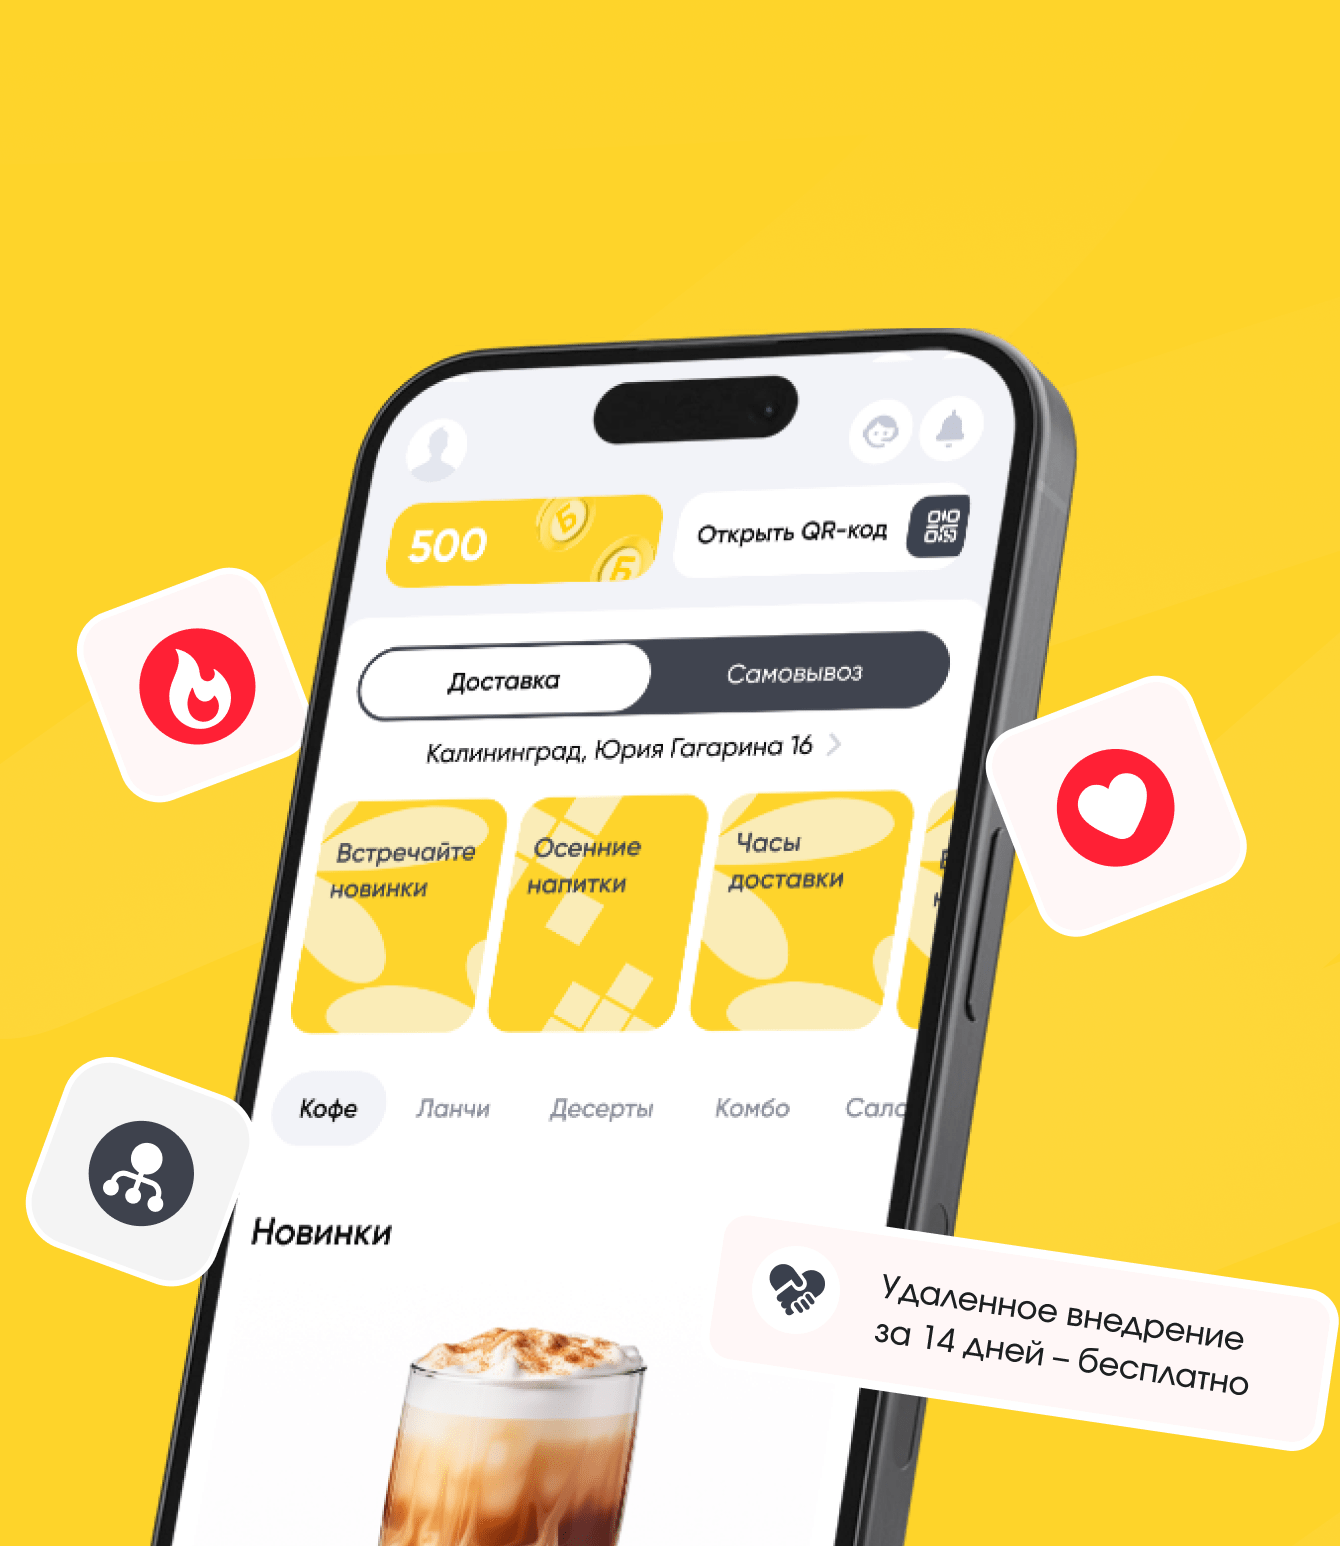 500
Б
Б
Открыть QR-код
Доставка
Самовывоз
Калининград, Юрия Гагарина 16
Встречайте
новинки
Осенние
напитки
Часы
доставки
Кофе
Ланчи
Десерты
Комбо
Новинки
Удаленное внедрение
за 14 дней – бесплатно